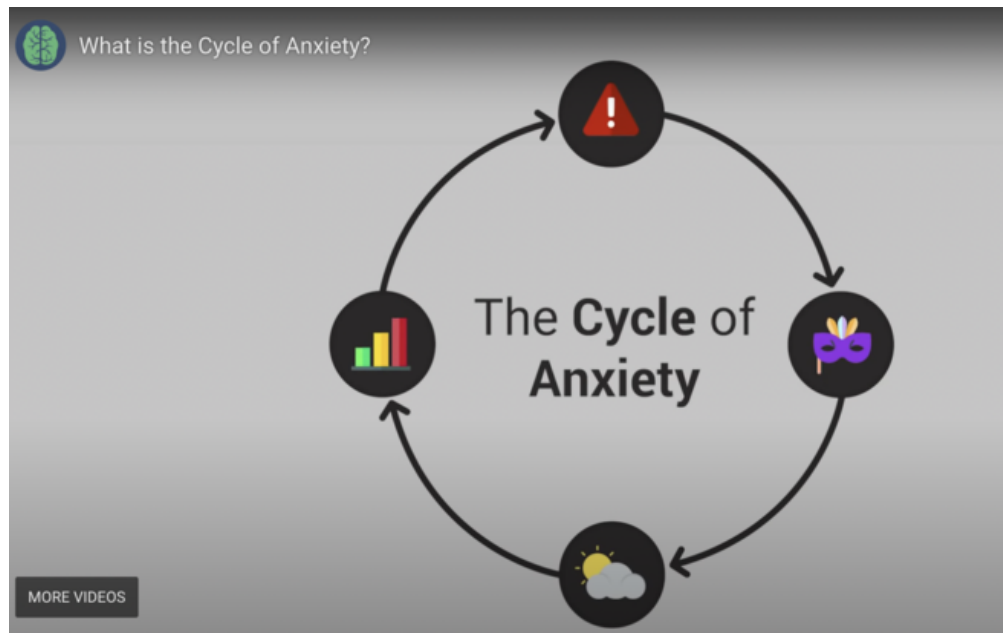 What is the Cycle of Anxiety?
The Cycle of
Anxiety
MORE VIDEOS